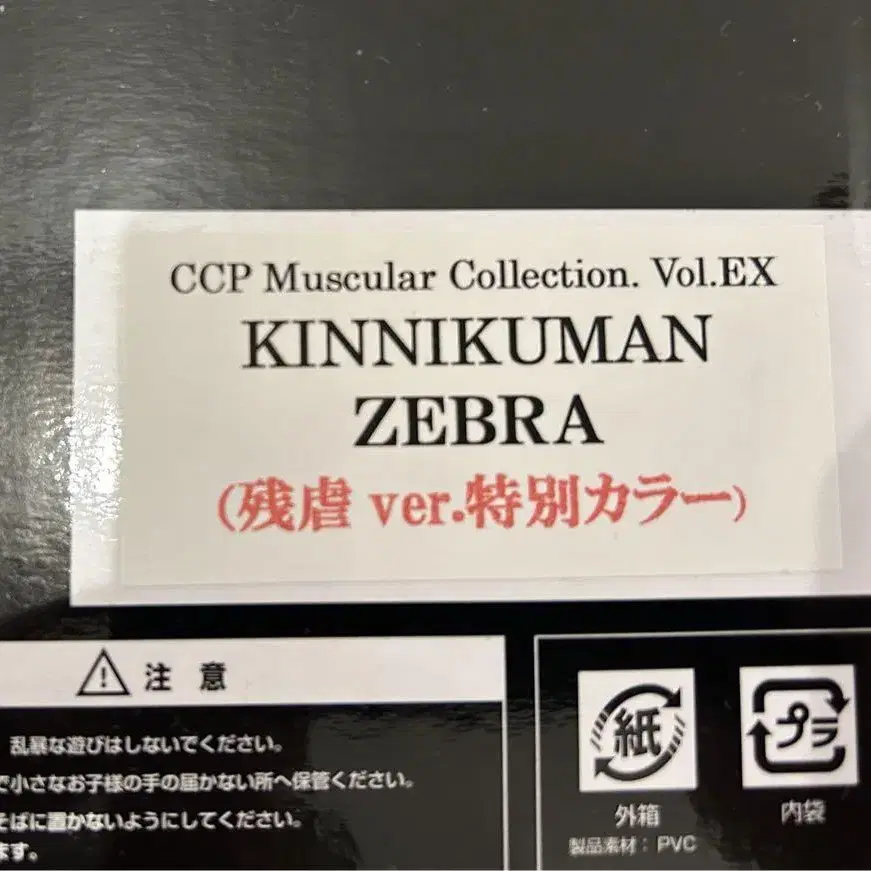 CCP Muscular Collection. Vol.EX
KINNIKUMAN
ZEBRA
(残虐 ver.特別カラー)
注 意
乱暴な遊びはしないでください。
で小さなお子様の手の届かない所へ保管ください。
そばに置かないようにしてください。
ます。
紙
外箱
プラ
内袋
製品素材：PVC